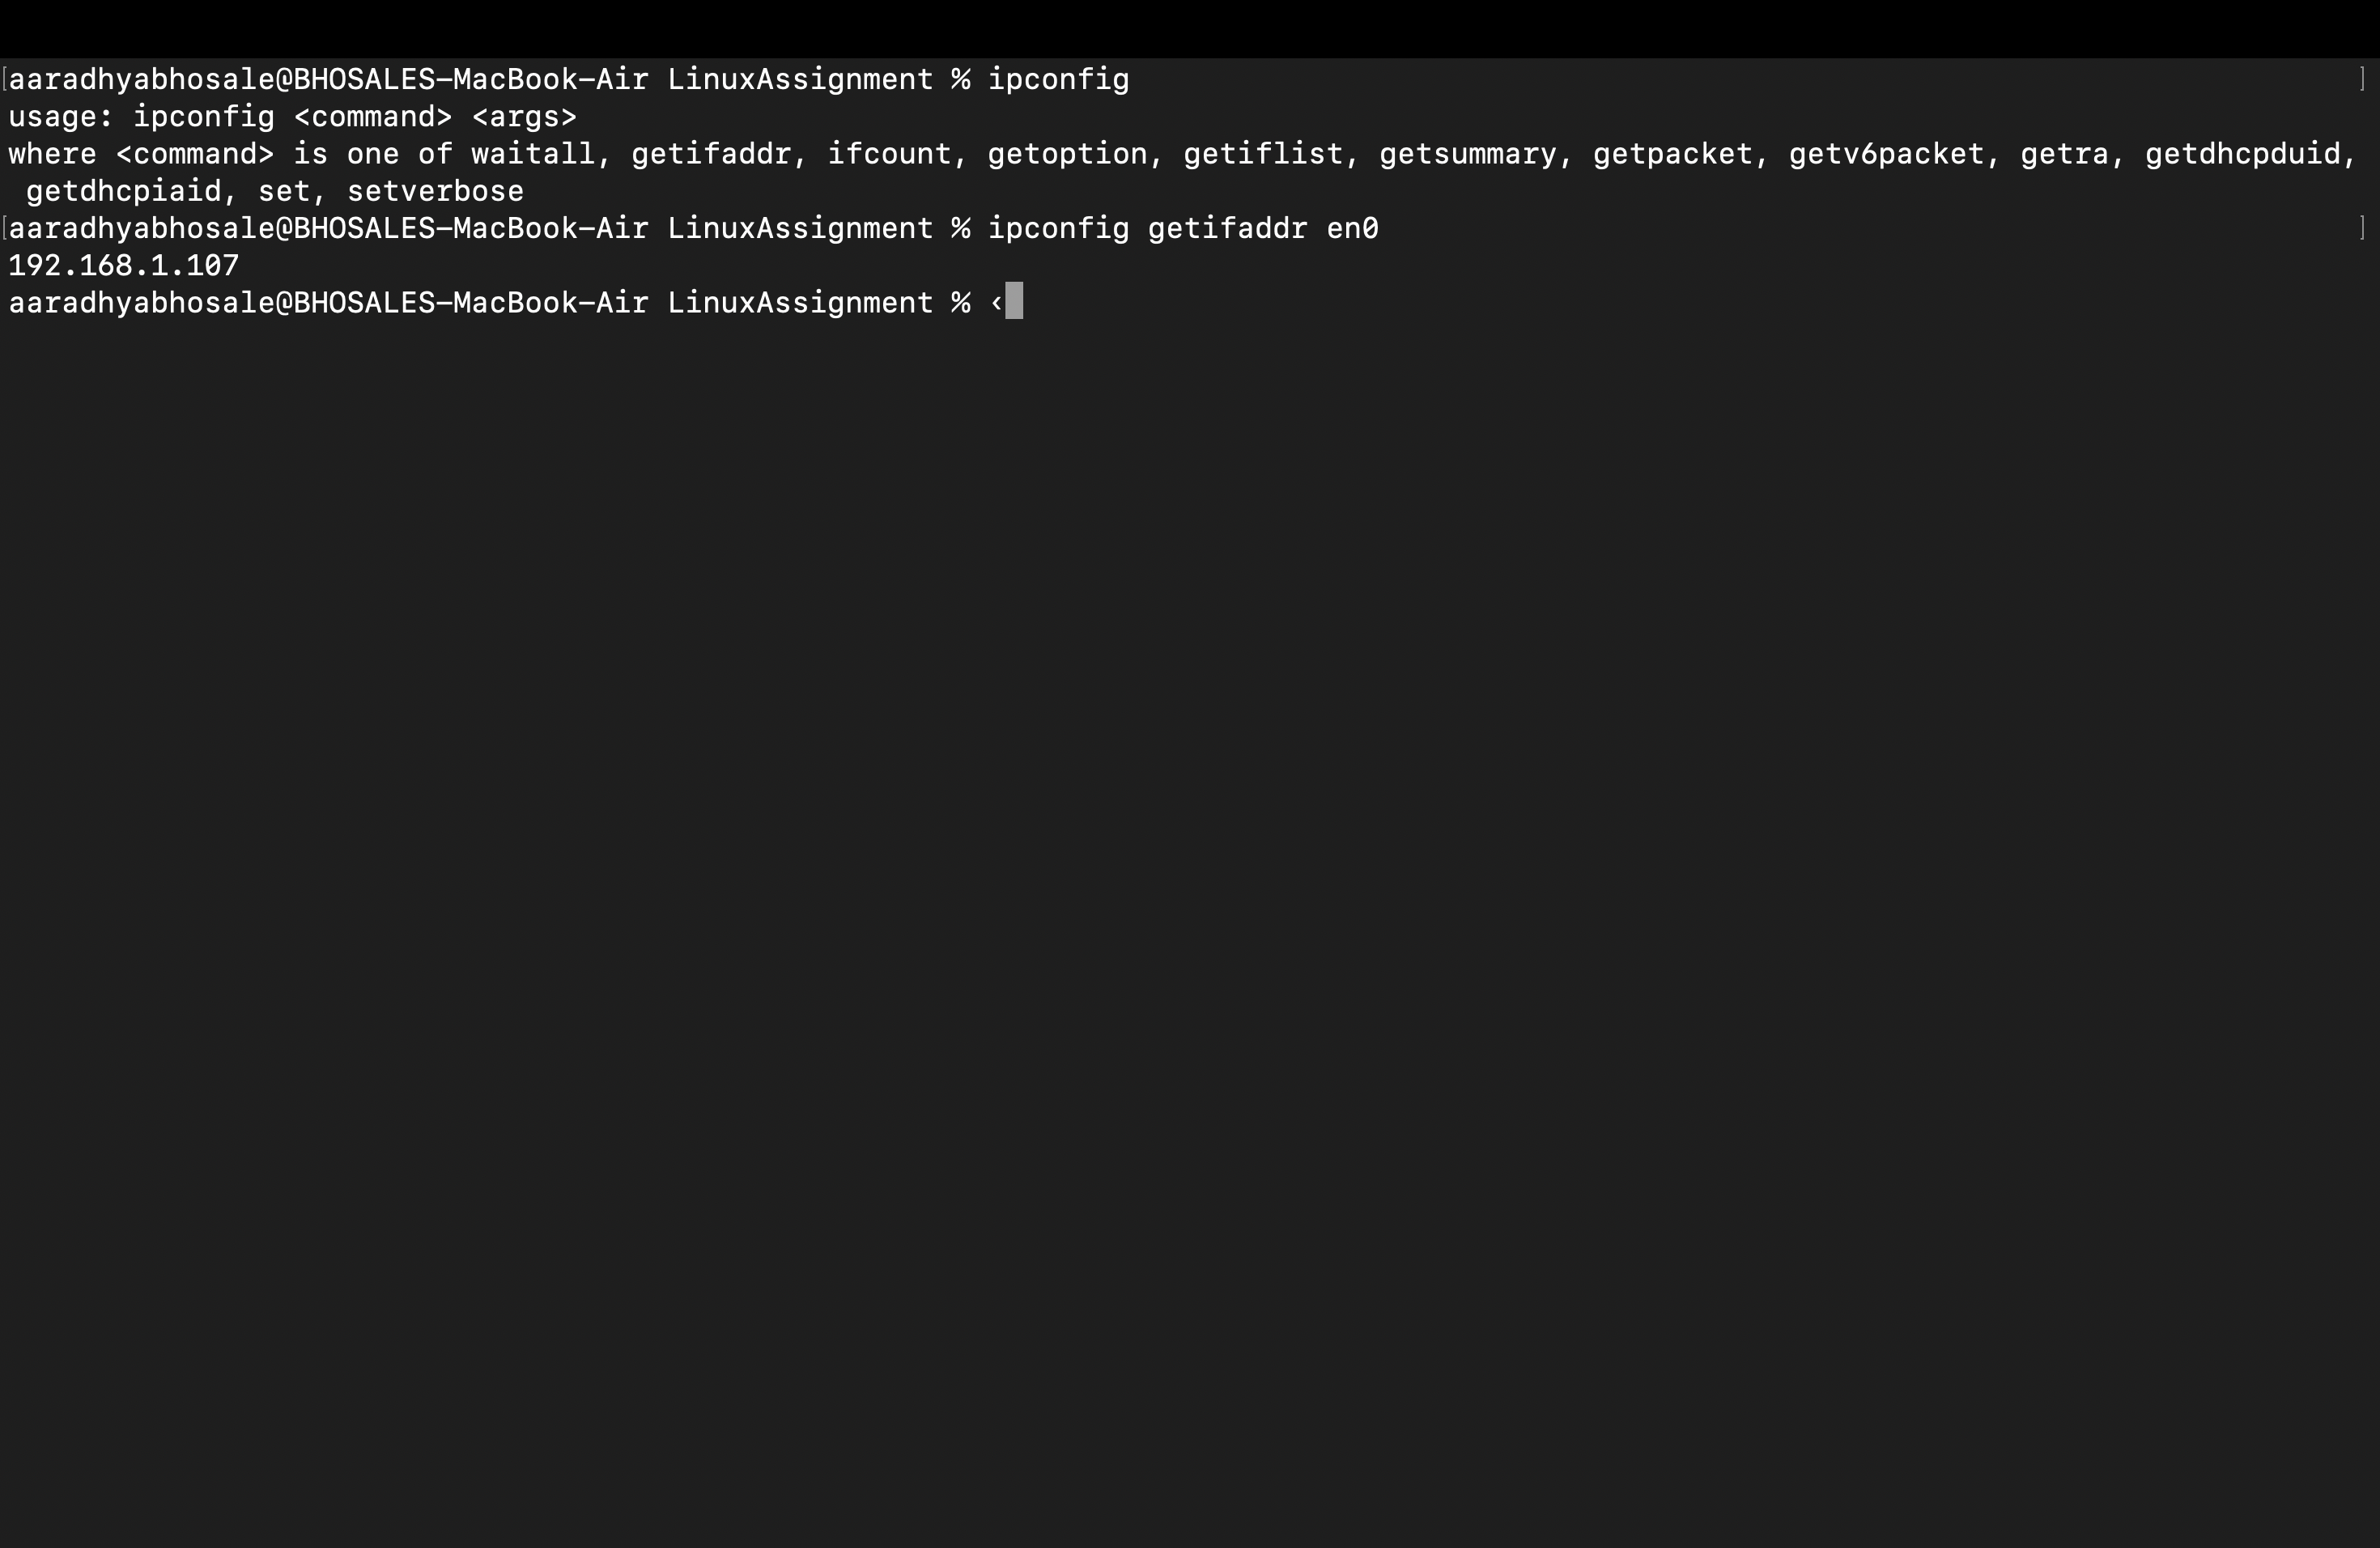 aaradhyabhosale@BHOSALES-MacBook-Air LinuxAssignment % ipconfig
usage: ipconfig <command> <args>
where <command> is one of waitall, getifaddr, ifcount, getoption, getiflist, getsummary, getpacket, getv6packet, getra, getdhcpduid,
 getdhcpiaid, set, setverbose
aaradhyabhosale@BHOSALES-MacBook-Air LinuxAssignment % ipconfig getifaddr en0
192.168.1.107
aaradhyabhosale@BHOSALES-MacBook-Air LinuxAssignment % ‹